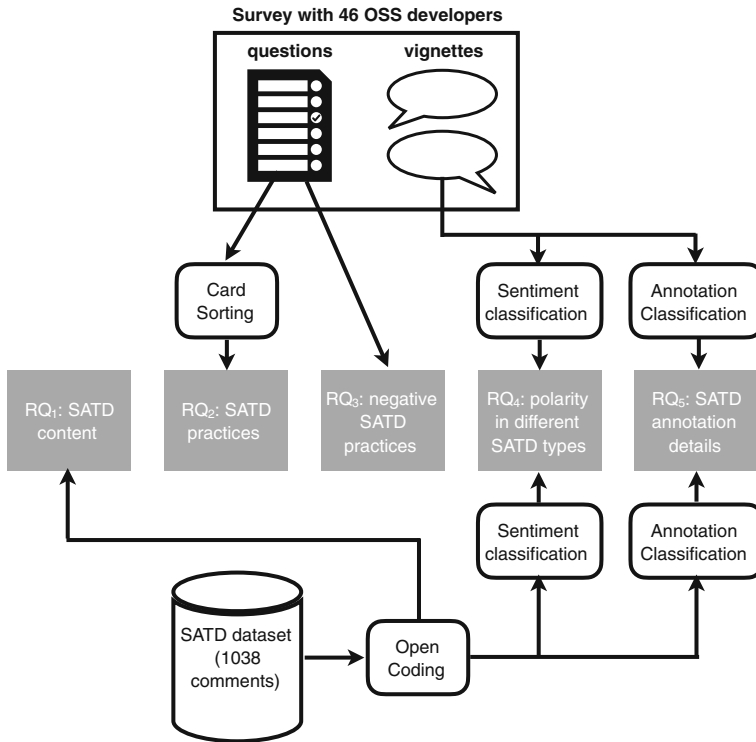 Survey with 46 OSS developers
questions
vignettes
Card
Sorting
Sentiment
classification
Annotation
Classification
RQ₁: SATD
content
RQ₂: SATD
practices
RQ₃: negative
SATD
practices
RQ₄: polarity
in different
SATD types
RQ₅: SATD
annotation
details
Sentiment
classification
Annotation
Classification
SATD dataset
(1038
comments)
Open
Coding